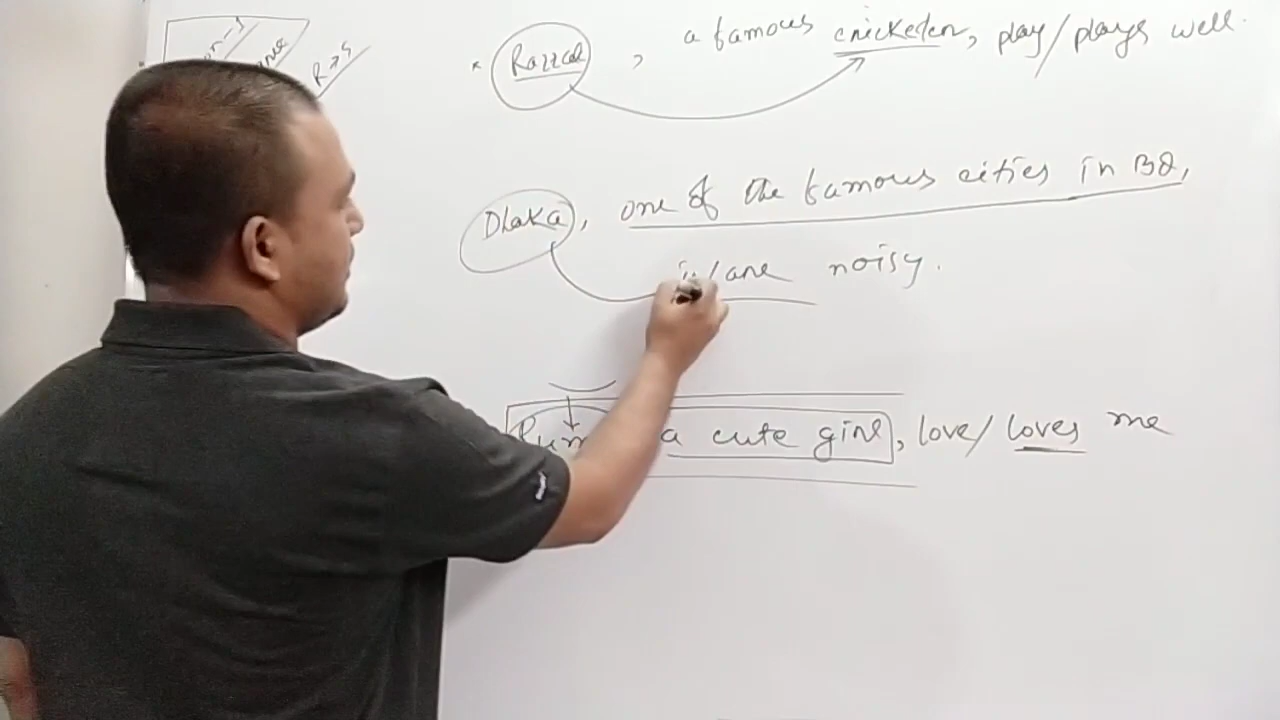 Razzak, a famous cricketer, play/plays well.
Dhaka, one of the famous cities in BD,
is/are noisy.
a cute girl, love/loves me